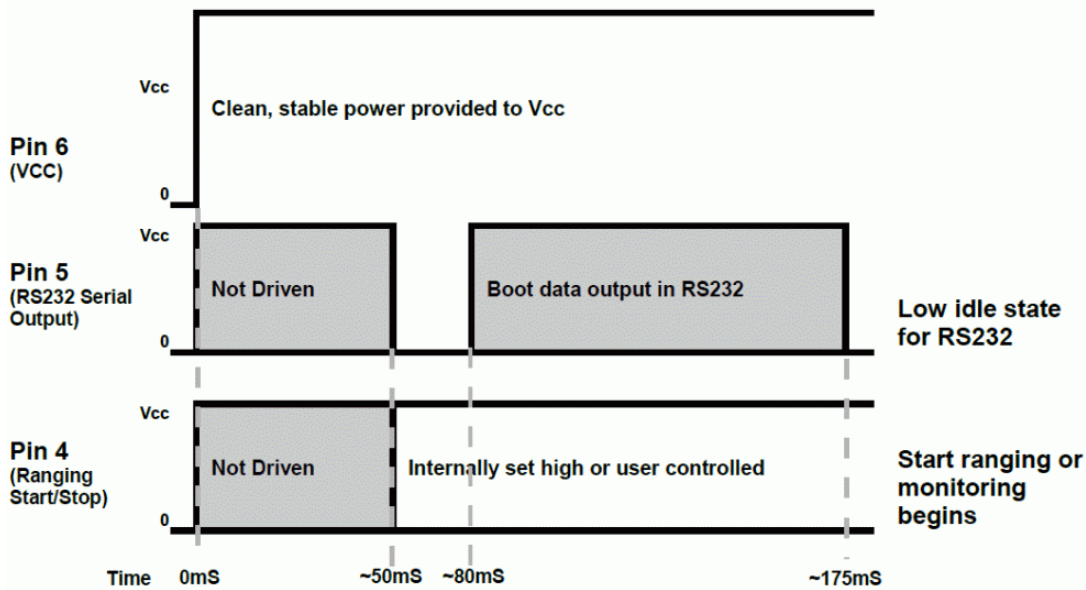 Vcc
Clean, stable power provided to Vcc
Pin 6
(VCC)
0
Vcc
Pin 5
(RS232 Serial
Output)
Not Driven
Boot data output in RS232
0
Low idle state
for RS232
Vcc
Pin 4
(Ranging
Start/Stop)
Not Driven
Internally set high or user controlled
0
Start ranging or
monitoring
begins
Time 0mS ~50mS ~80mS ~175mS